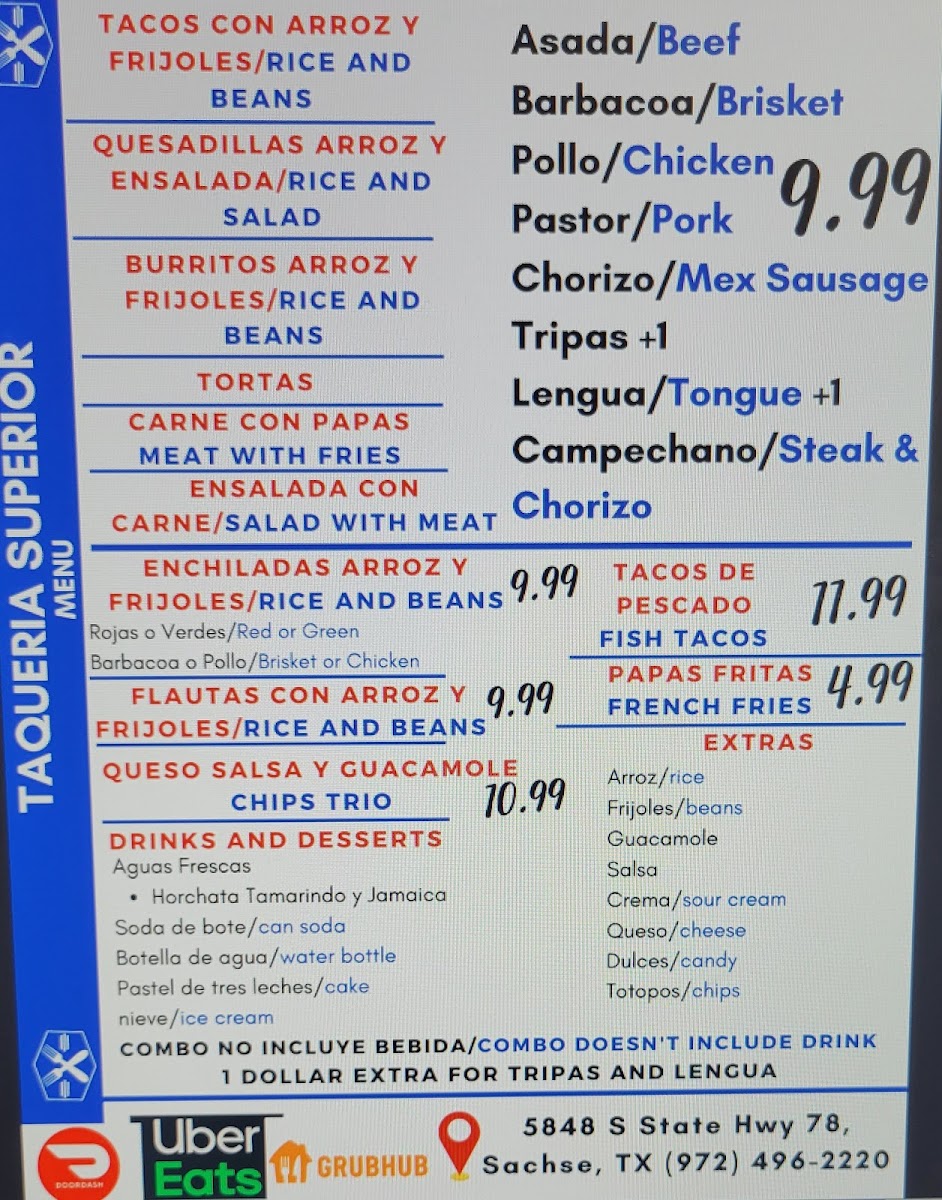 TAQUERIA SUPERIOR
MENU
TACOS CON ARROZ Y
FRIJOLES/RICE AND
BEANS
QUESADILLAS ARROZ Y
ENSALADA/RICE AND
SALAD
BURRITOS ARROZ Y
FRIJOLES/RICE AND
BEANS
TORTAS
CARNE CON PAPAS
MEAT WITH FRIES
ENSALADA CON
CARNE/SALAD WITH MEAT
Asada/Beef
Barbacoa/Brisket
Pollo/Chicken
Pastor/Pork
9.99
Chorizo/Mex Sausage
Tripas +1
Lengua/Tongue +1
Campechano/Steak &
Chorizo
ENCHILADAS ARROZ Y
FRIJOLES/RICE AND BEANS 9.99
Rojas o Verdes/Red or Green
Barbacoa o Pollo/Brisket or Chicken
FLAUTAS CON ARROZ Y
FRIJOLES/RICE AND BEANS 9.99
QUESO SALSA Y GUACAMOLE
CHIPS TRIO 10.99
DRINKS AND DESSERTS
Aguas Frescas
• Horchata Tamarindo y Jamaica
Soda de bote/can soda
Botella de agua/water bottle
Pastel de tres leches/cake
nieve/ice cream
TACOS DE
PESCADO 11.99
FISH TACOS
PAPAS FRITAS 4.99
FRENCH FRIES
EXTRAS
Arroz/rice
Frijoles/beans
Guacamole
Salsa
Crema/sour cream
Queso/cheese
Dulces/candy
Totopos/chips
COMBO NO INCLUYE BEBIDA/COMBO DOESN'T INCLUDE DRINK
1 DOLLAR EXTRA FOR TRIPAS AND LENGUA
DOORDASH
Uber
Eats
GRUBHUB
5848 S State Hwy 78,
Sachse, TX (972) 496-2220